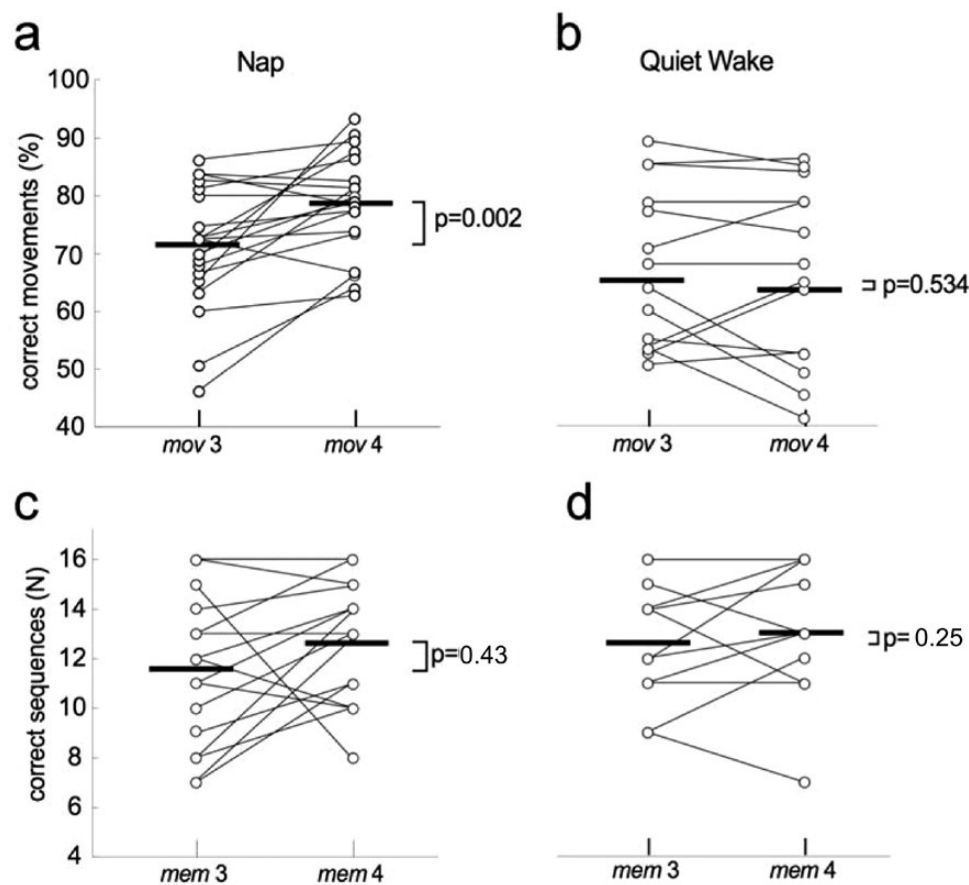 a
Nap
b
Quiet Wake
correct movements (%)
100
90
80
70
60
50
40
p=0.002
p=0.534
mov 3
mov 4
mov 3
mov 4
c
d
correct sequences (N)
16
14
12
10
8
6
4
p=0.43
p= 0.25
mem 3
mem 4
mem 3
mem 4